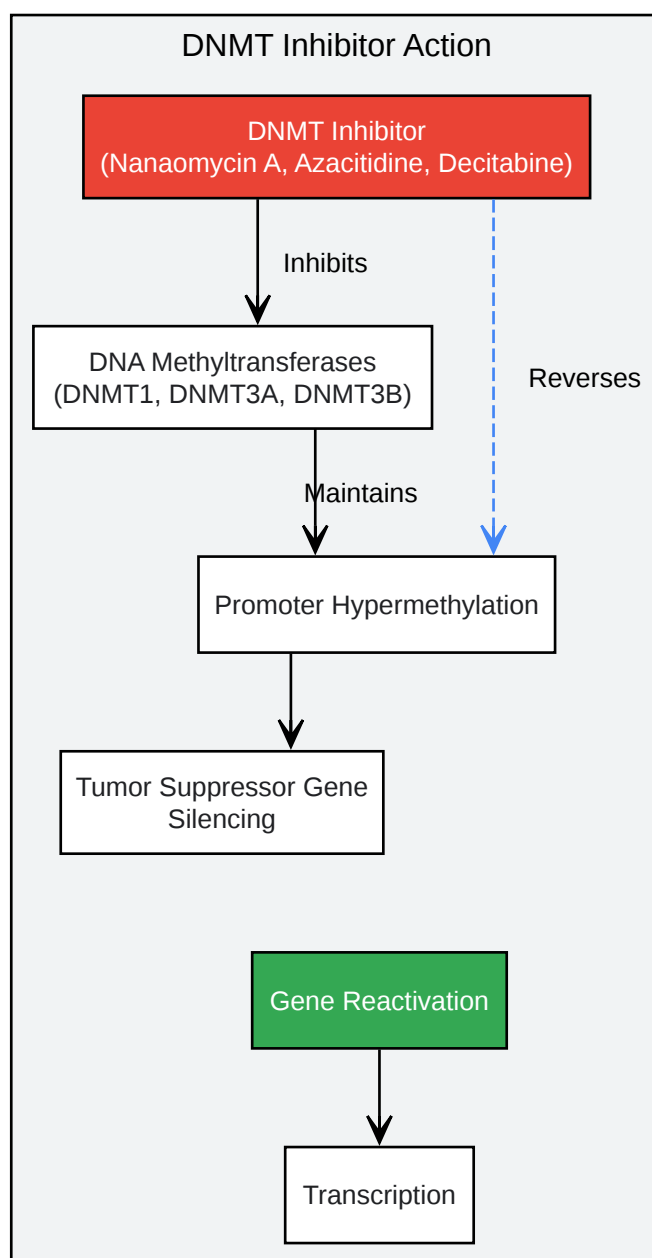 DNMT Inhibitor Action
DNMT Inhibitor
(Nanaomycin A, Azacitidine, Decitabine)
Inhibits
DNA Methyltransferases
(DNMT1, DNMT3A, DNMT3B)
Reverses
Maintains
Promoter Hypermethylation
Tumor Suppressor Gene
Silencing
Gene Reactivation
Transcription